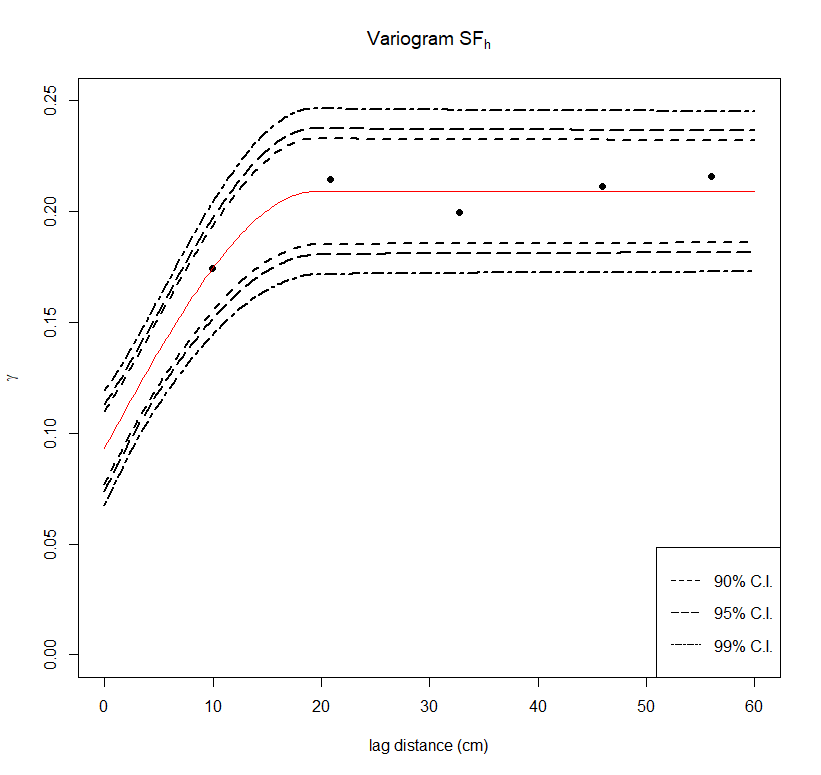 Variogram SFh
0.25
0.20
0.15
0.10
0.05
0.00
γ
0 10 20 30 40 50 60
lag distance (cm)
90% C.I.
95% C.I.
99% C.I.